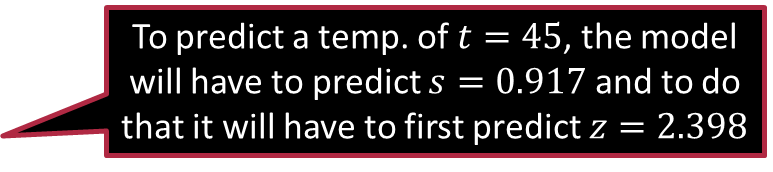 To predict a temp. of t = 45, the model
will have to predict s = 0.917 and to do
that it will have to first predict z = 2.398